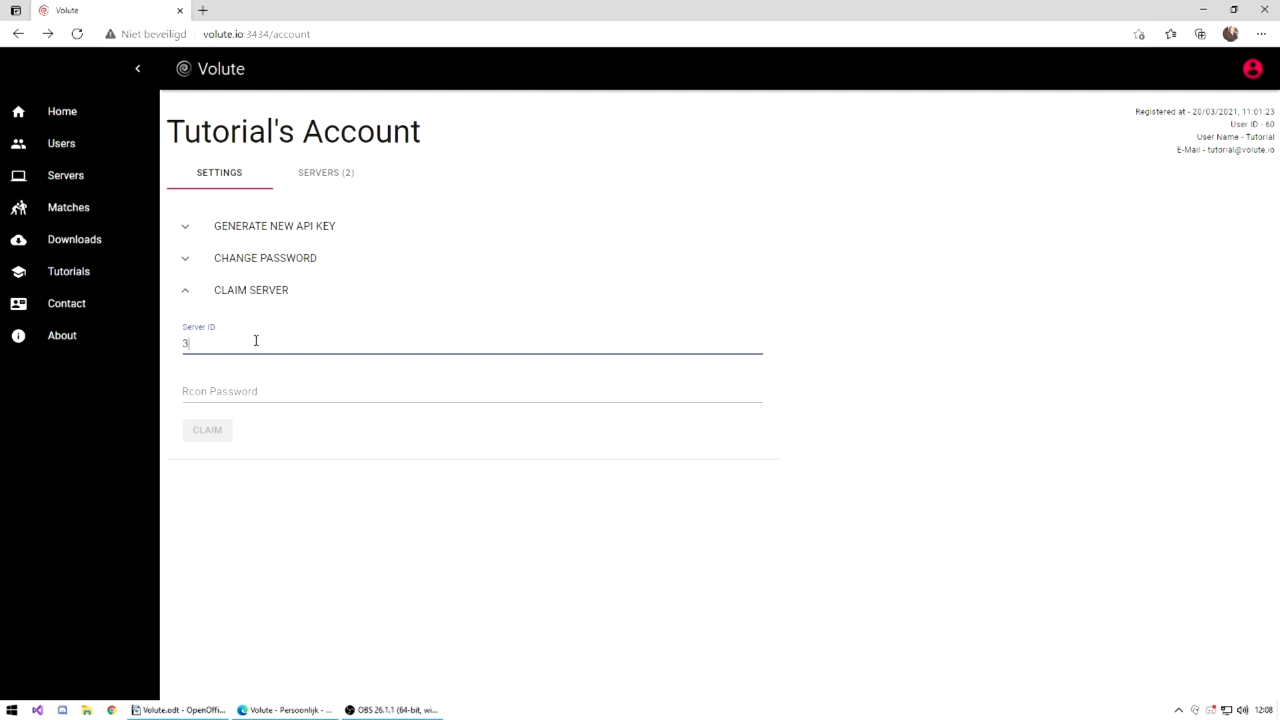 Volute
Niet beveiligd
volute.io:3434/account
Volute
Home
Users
Servers
Matches
Downloads
Tutorials
Contact
About
Tutorial's Account
Registered at - 20/03/2021, 11:01:23
User ID - 60
User Name - Tutorial
E-Mail - tutorial@volute.io
SETTINGS
SERVERS (2)
GENERATE NEW API KEY
CHANGE PASSWORD
CLAIM SERVER
Server ID
3
Rcon Password
CLAIM
Volute.odt - OpenOffi...
Volute - Persoonlijk - ...
OBS 26.1.1 (64-bit, wi...
12:08